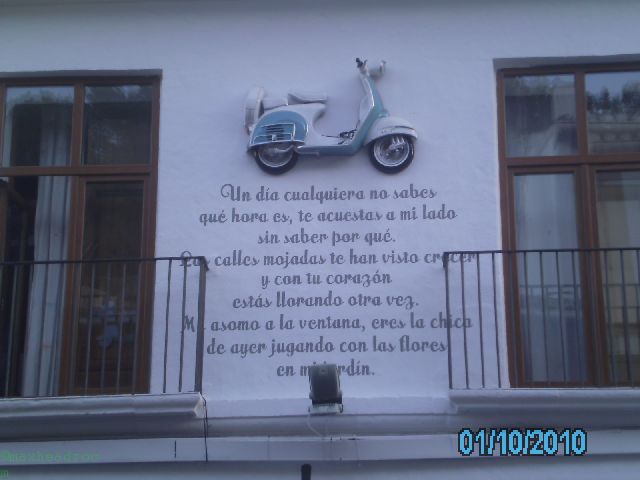 Un día cualquiera no sabes
qué hora es, te acuestas a mi lado
sin saber por qué.
Las calles mojadas te han visto crecer
y con tu corazón
estás llorando otra vez.
Me asomo a la ventana, eres la chica
de ayer jugando con las flores
en mi jardín.
01/10/2010
©maxheadroo
m